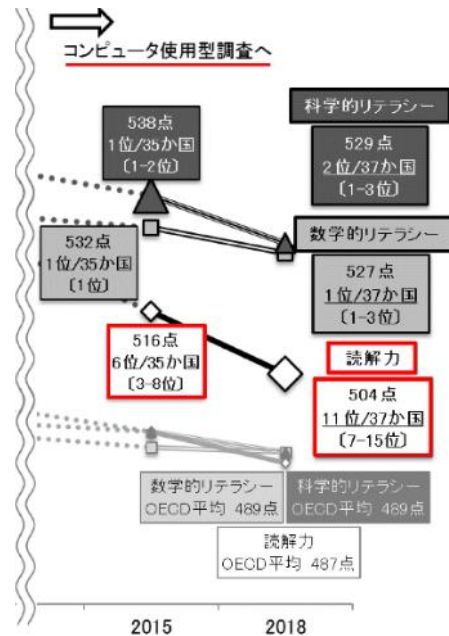 コンピュータ使用型調査へ
科学的リテラシー
538点
1位/35か国
〔1-2位〕
529点
2位/37か国
〔1-3位〕
数学的リテラシー
532点
1位/35か国
〔1位〕
527点
1位/37か国
〔1-3位〕
516点
6位/35か国
〔3-8位〕
読解力
504点
11位/37か国
〔7-15位〕
数学的リテラシー
OECD平均 489点
科学的リテラシー
OECD平均 489点
読解力
OECD平均 487点
2015
2018